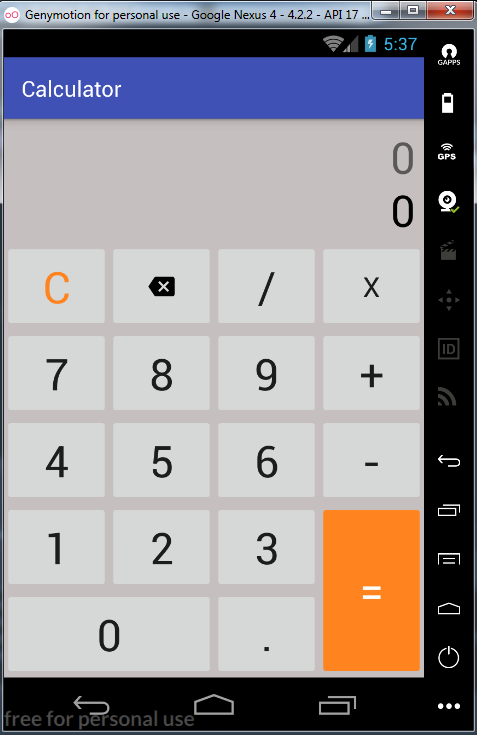 Genymotion for personal use - Google Nexus 4 - 4.2.2 - API 17 ...
5:37
GAPPS
Calculator
GPS
0
0
C / X
7 8 9 +
ID
4 5 6 -
1 2 3
=
0 .
free for personal use